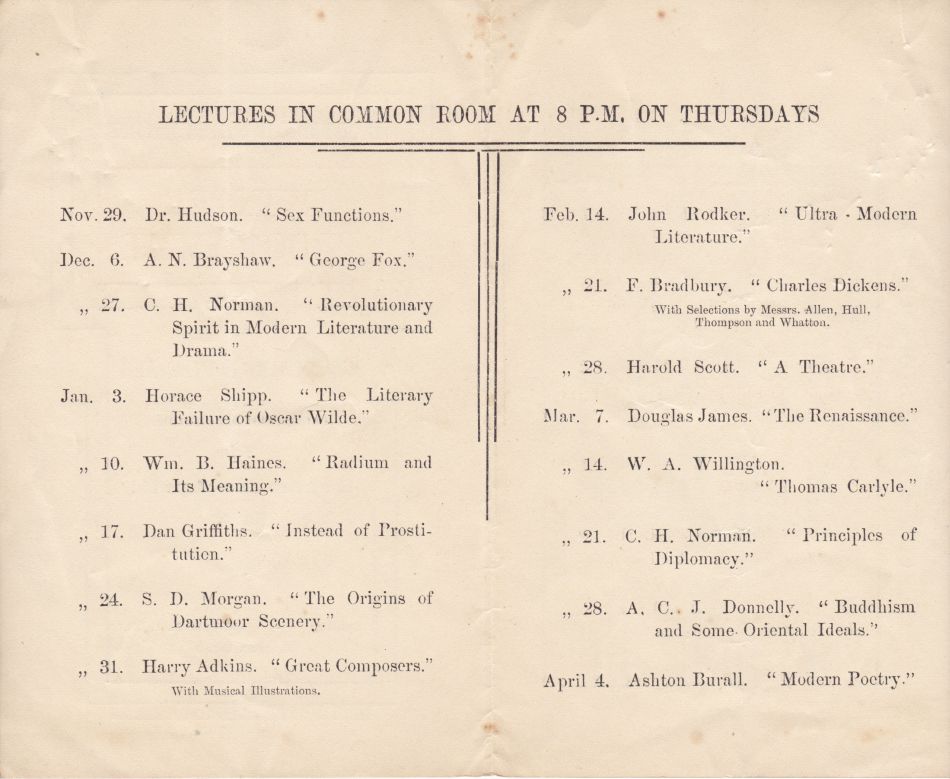 LECTURES IN COMMON ROOM AT 8 P.M. ON THURSDAYS
Nov. 29. Dr. Hudson. "Sex Functions."
Dec. 6. A. N. Brayshaw. "George Fox."
„ 27. C. H. Norman. "Revolutionary
Spirit in Modern Literature and
Drama."
Jan. 3. Horace Shipp. "The Literary
Failure of Oscar Wilde."
„ 10. Wm. B. Haines. "Radium and
Its Meaning."
„ 17. Dan Griffiths. "Instead of Prosti-
tution."
„ 24. S. D. Morgan. "The Origins of
Dartmoor Scenery."
„ 31. Harry Adkins. "Great Composers."
With Musical Illustrations.
Feb. 14. John Rodker. "Ultra - Modern
Literature."
„ 21. F. Bradbury. "Charles Dickens."
With Selections by Messrs. Allen, Hull,
Thompson and Whatton.
„ 28. Harold Scott. "A Theatre."
Mar. 7. Douglas James. "The Renaissance."
„ 14. W. A. Willington.
"Thomas Carlyle."
„ 21. C. H. Norman. "Principles of
Diplomacy."
„ 28. A. C. J. Donnelly. "Buddhism
and Some Oriental Ideals."
April 4. Ashton Burall. "Modern Poetry."